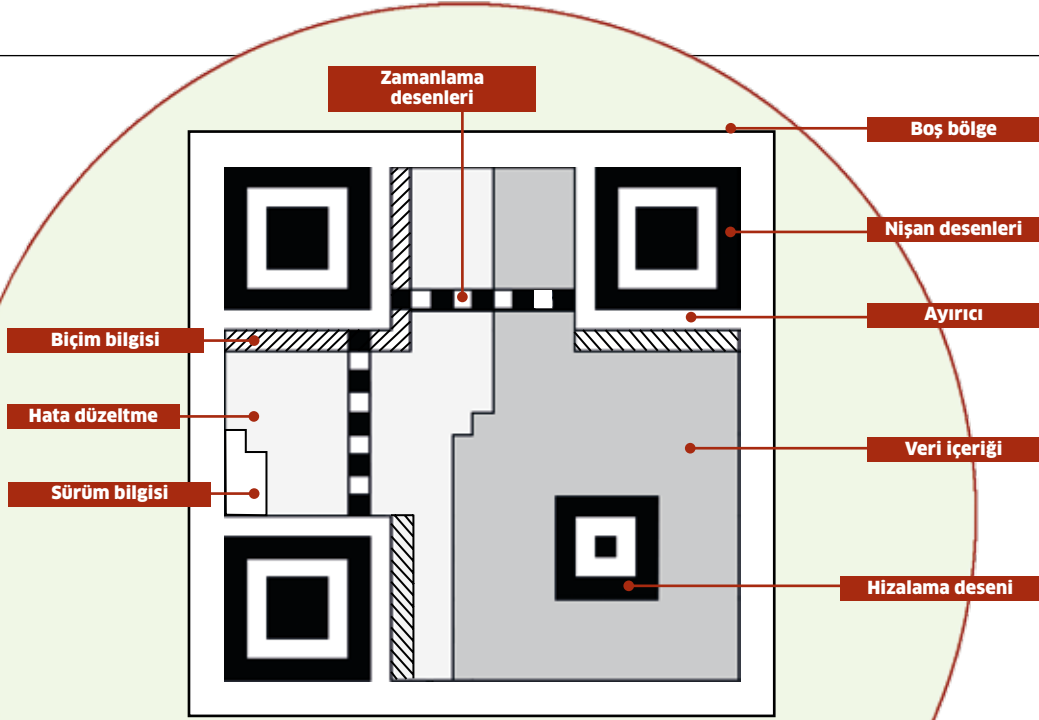 Zamanlama
desenleri
Boş bölge
Nişan desenleri
Ayırıcı
Biçim bilgisi
Hata düzeltme
Veri içeriği
Sürüm bilgisi
Hizalama deseni